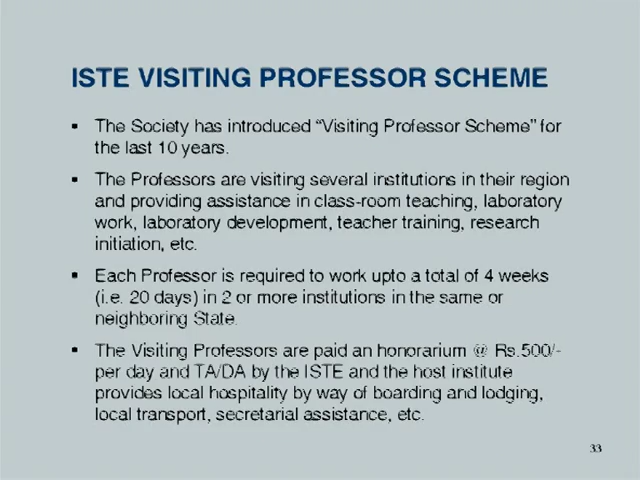 ISTE VISITING PROFESSOR SCHEME
▪ The Society has introduced “Visiting Professor Scheme” for
the last 10 years.
▪ The Professors are visiting several institutions in their region
and providing assistance in class-room teaching, laboratory
work, laboratory development, teacher training, research
initiation, etc.
▪ Each Professor is required to work upto a total of 4 weeks
(i.e. 20 days) in 2 or more institutions in the same or
neighboring State.
▪ The Visiting Professors are paid an honorarium @ Rs.500/-
per day and TA/DA by the ISTE and the host institute
provides local hospitality by way of boarding and lodging,
local transport, secretarial assistance, etc.
33